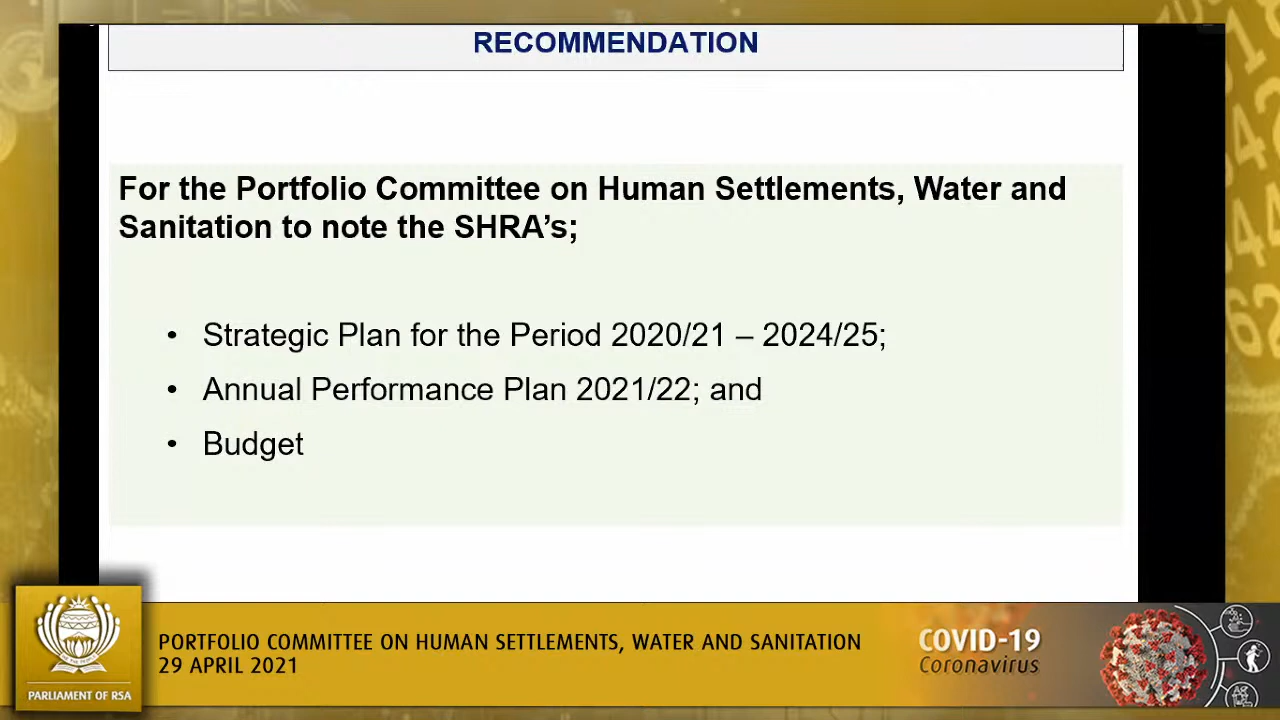 RECOMMENDATION
For the Portfolio Committee on Human Settlements, Water and
Sanitation to note the SHRA’s;
• Strategic Plan for the Period 2020/21 – 2024/25;
• Annual Performance Plan 2021/22; and
• Budget
PORTFOLIO COMMITTEE ON HUMAN SETTLEMENTS, WATER AND SANITATION
29 APRIL 2021
PARLIAMENT OF RSA
COVID-19
Coronavirus